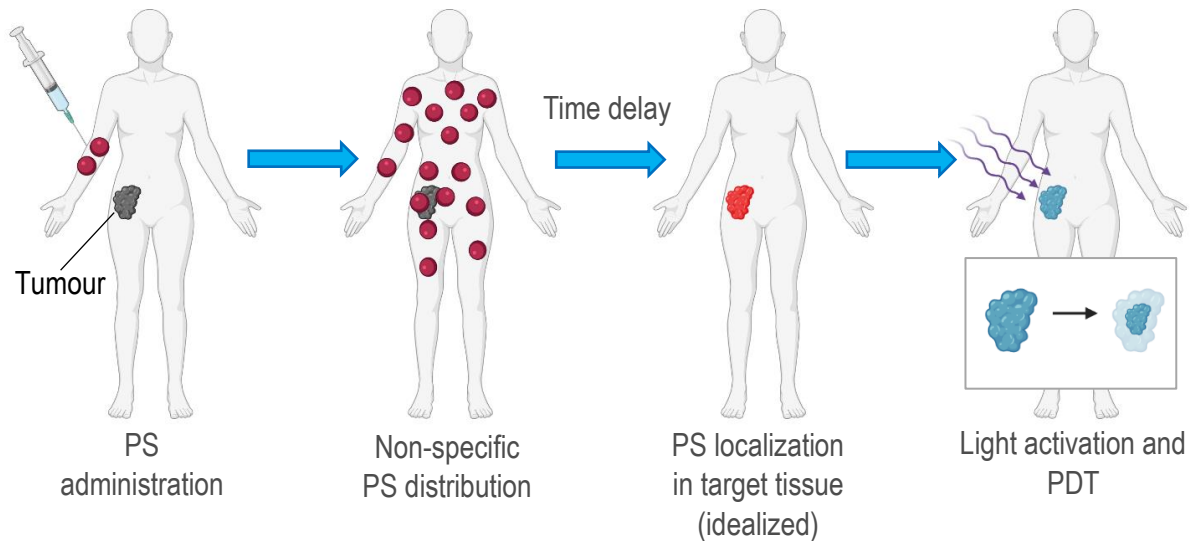 Time delay
Tumour
PS
administration
Non-specific
PS distribution
PS localization
in target tissue
(idealized)
Light activation and
PDT